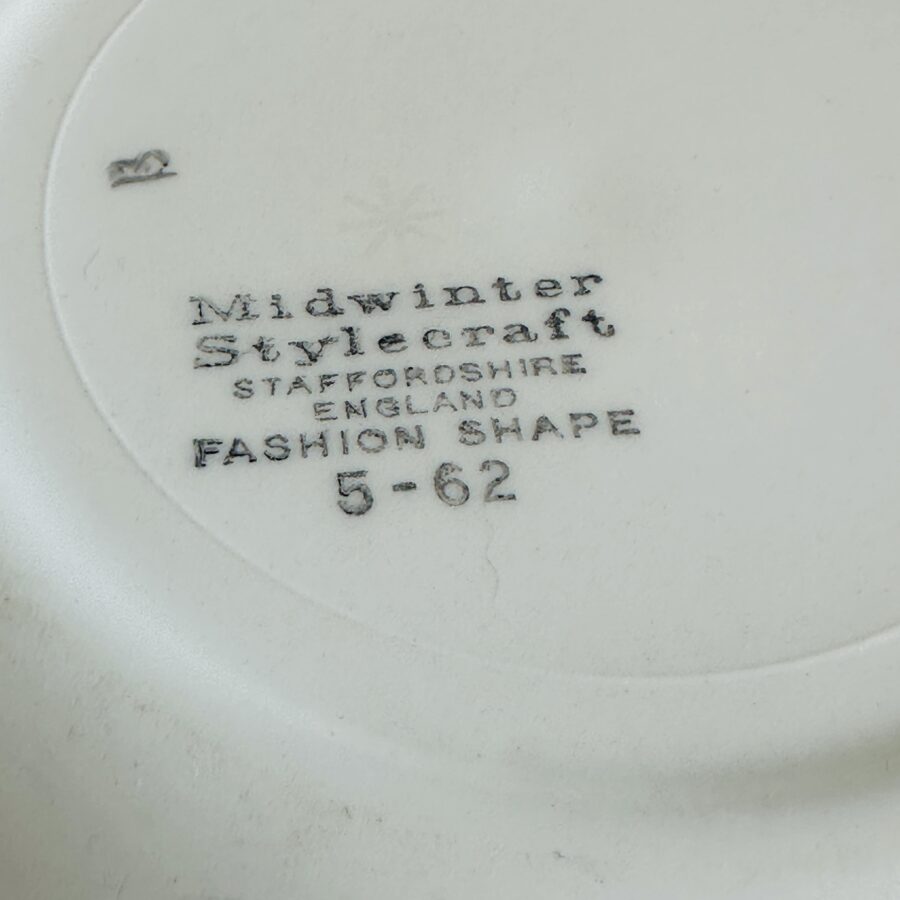 B
Midwinter
Stylecraft
STAFFORDSHIRE
ENGLAND
FASHION SHAPE
5-62